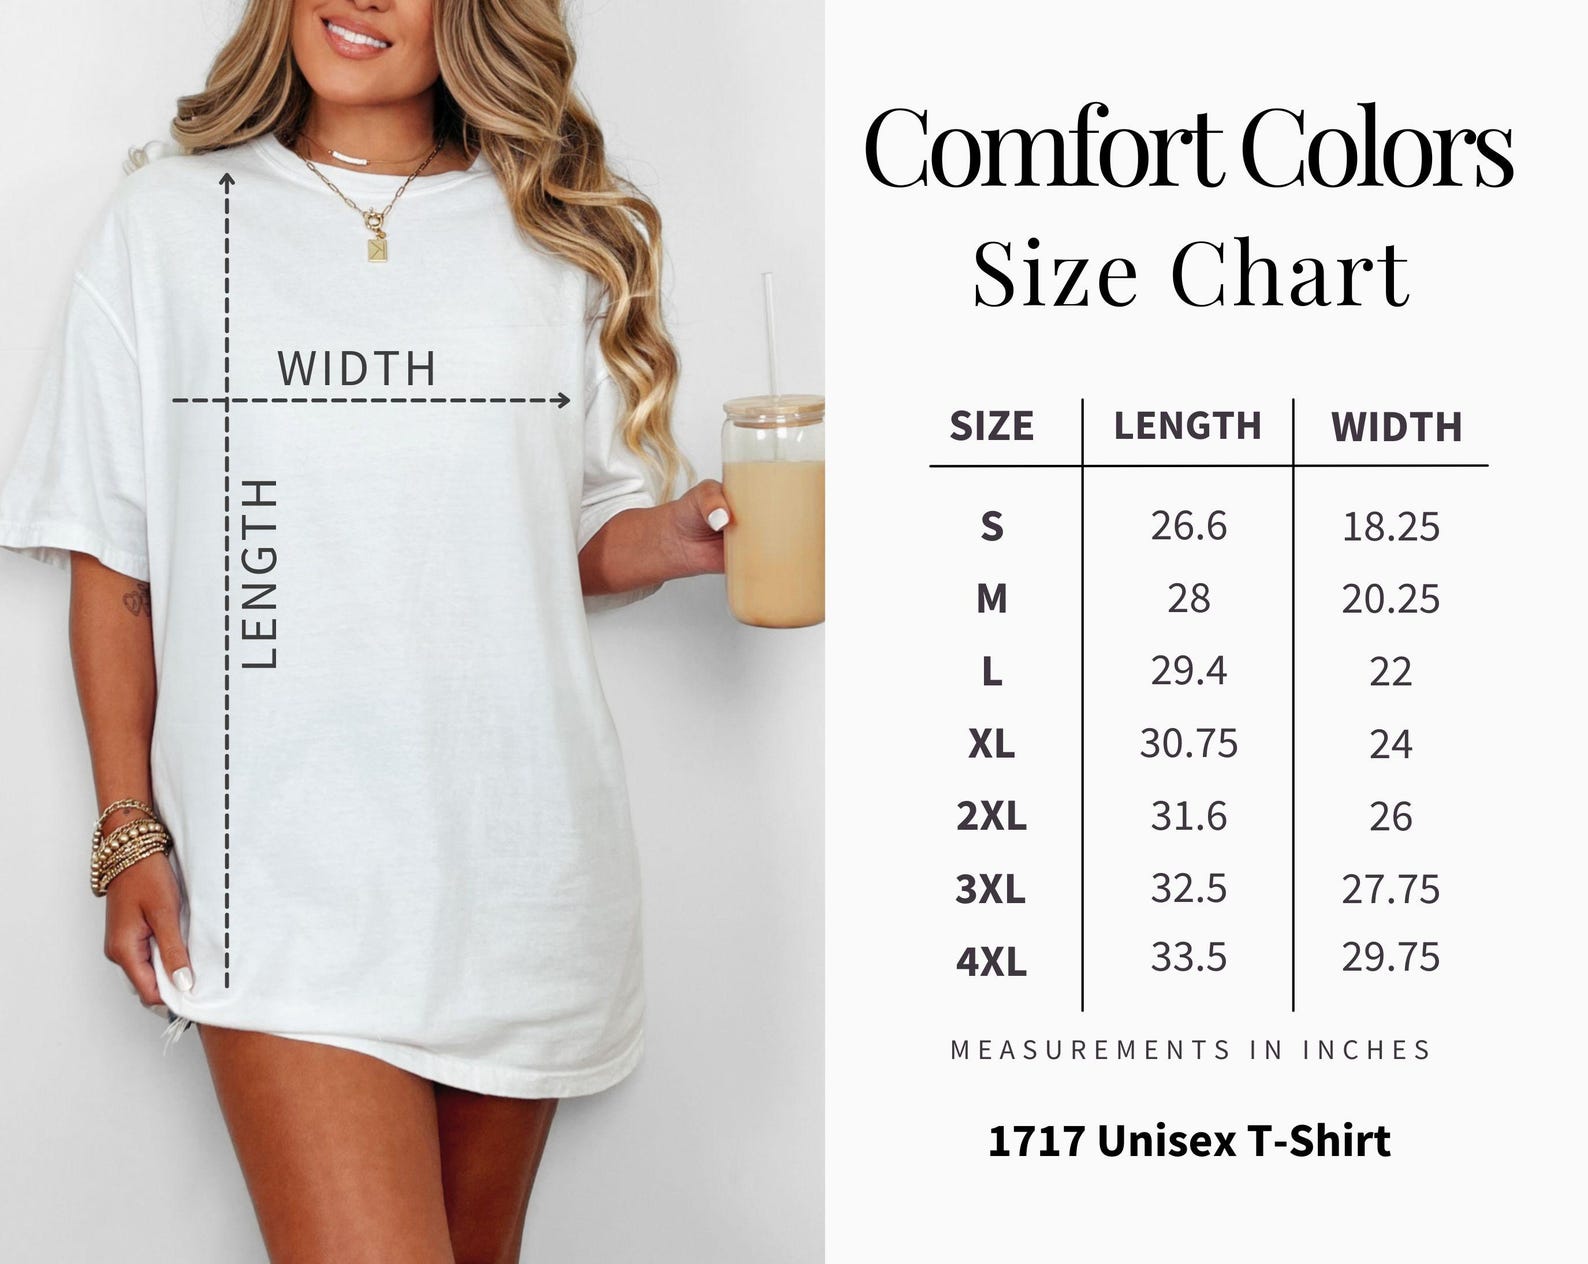 WIDTH
LENGTH
Comfort Colors
Size Chart
SIZE LENGTH WIDTH
S 26.6 18.25
M 28 20.25
L 29.4 22
XL 30.75 24
2XL 31.6 26
3XL 32.5 27.75
4XL 33.5 29.75
MEASUREMENTS IN INCHES
1717 Unisex T-Shirt